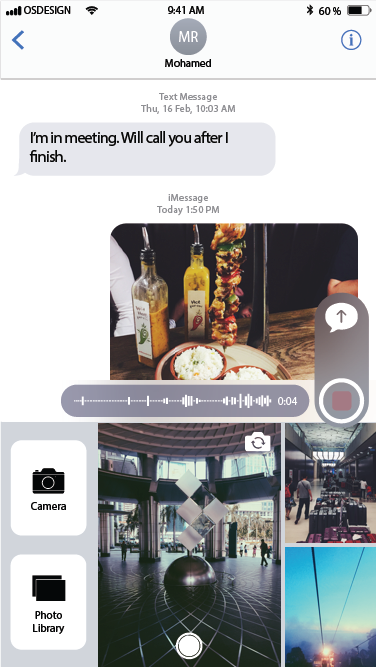 OSDESIGN 9:41 AM 60 %
MR
Mohamed
Text Message
Thu, 16 Feb, 10:03 AM
I'm in meeting. Will call you after I
finish.
iMessage
Today 1:50 PM
0:04
Camera
Photo
Library